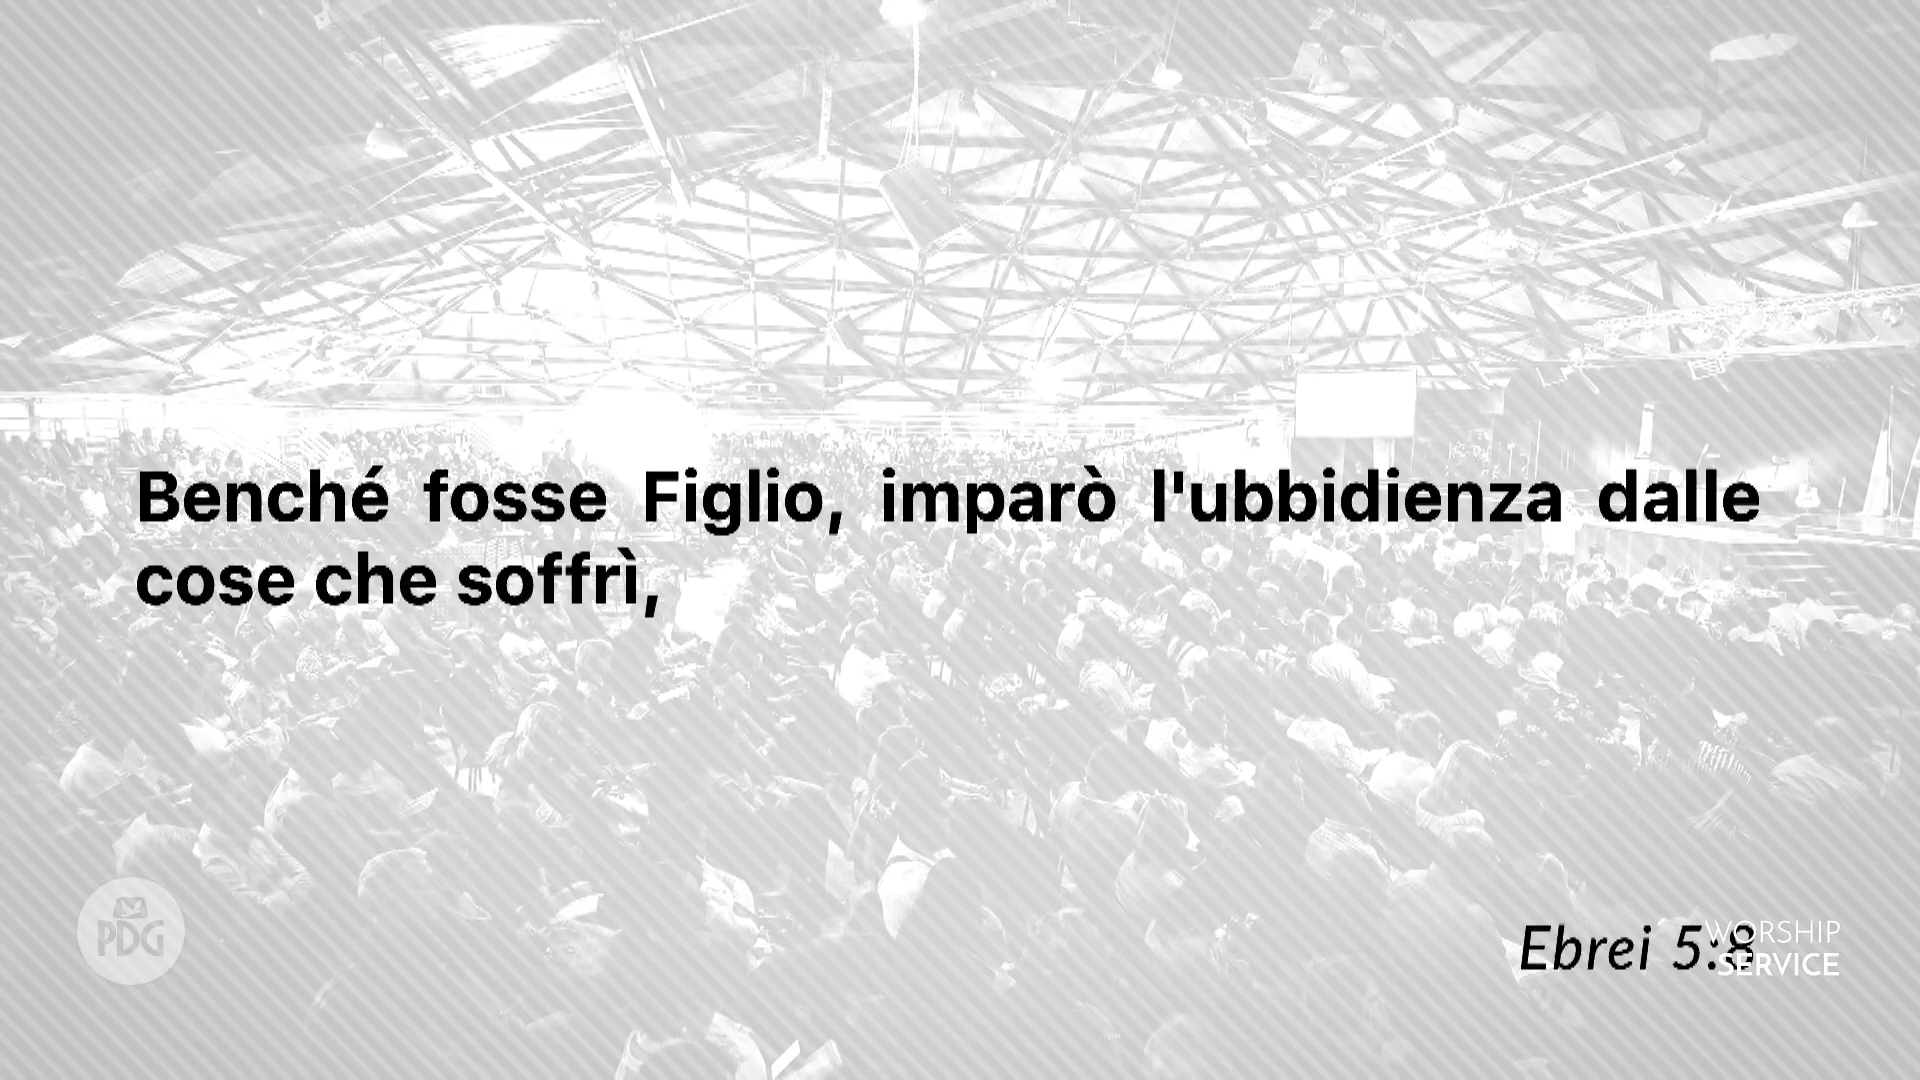 Benché fosse Figlio, imparò l'ubbidienza dalle
cose che soffrì,
PDG
Ebrei 5:8
WORSHIP
SERVICE